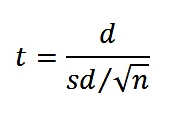 t = d / (sd/√n)